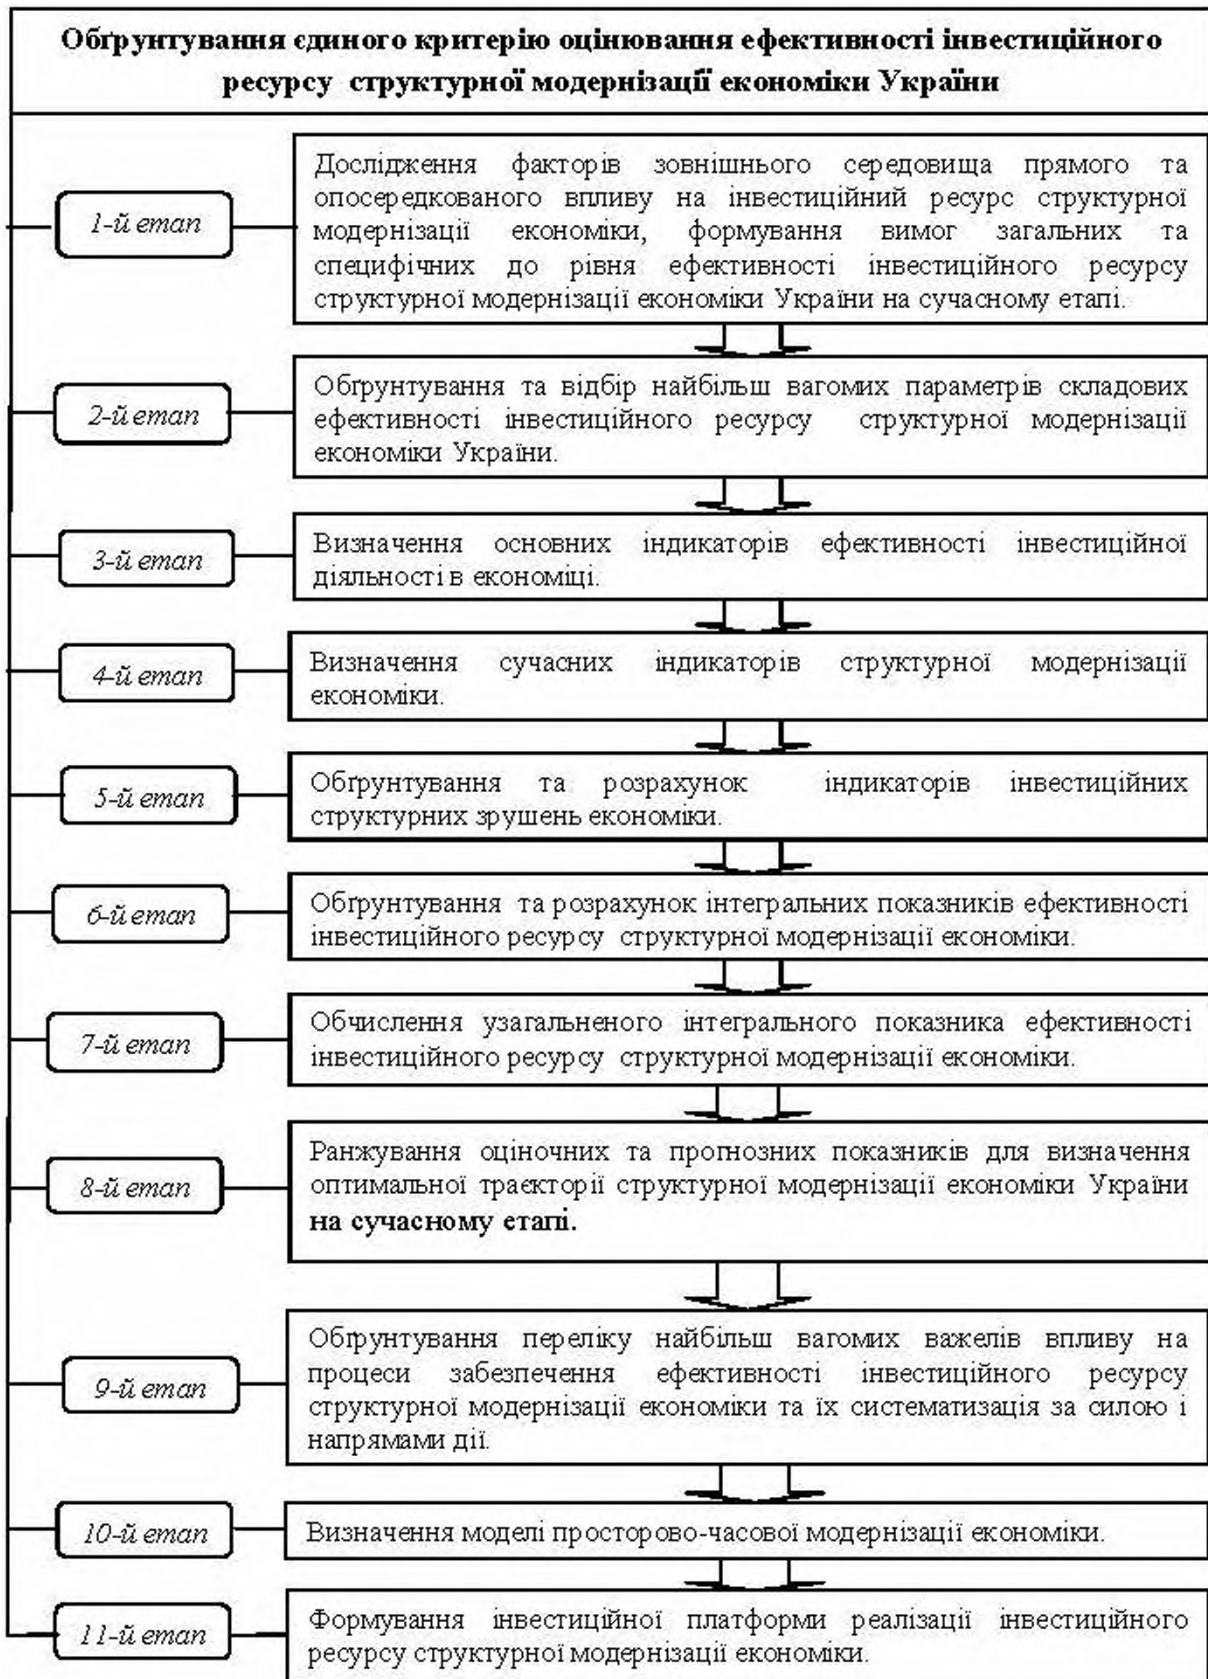 Обґрунтування єдиного критерію оцінювання ефективності інвестиційного
ресурсу структурної модернізації економіки України
1-й етап
Дослідження факторів зовнішнього середовища прямого та
опосередкованого впливу на інвестиційний ресурс структурної
модернізації економіки, формування вимог загальних та
специфічних до рівня ефективності інвестиційного ресурсу
структурної модернізації економіки України на сучасному етапі.
2-й етап
Обґрунтування та відбір найбільш вагомих параметрів складових
ефективності інвестиційного ресурсу структурної модернізації
економіки України.
3-й етап
Визначення основних індикаторів ефективності інвестиційної
діяльності в економіці.
4-й етап
Визначення сучасних індикаторів структурної модернізації
економіки.
5-й етап
Обґрунтування та розрахунок індикаторів інвестиційних
структурних зрушень економіки.
6-й етап
Обґрунтування та розрахунок інтегральних показників ефективності
інвестиційного ресурсу структурної модернізації економіки.
7-й етап
Обчислення узагальненого інтегрального показника ефективності
інвестиційного ресурсу структурної модернізації економіки.
8-й етап
Ранжування оціночних та прогнозних показників для визначення
оптимальної траєкторії структурної модернізації економіки України
на сучасному етапі.
9-й етап
Обґрунтування переліку найбільш вагомих важелів впливу на
процеси забезпечення ефективності інвестиційного ресурсу
структурної модернізації економіки та їх систематизація за силою і
напрямами дії.
10-й етап
Визначення моделі просторово-часової модернізації економіки.
11-й етап
Формування інвестиційної платформи реалізації інвестиційного
ресурсу структурної модернізації економіки.